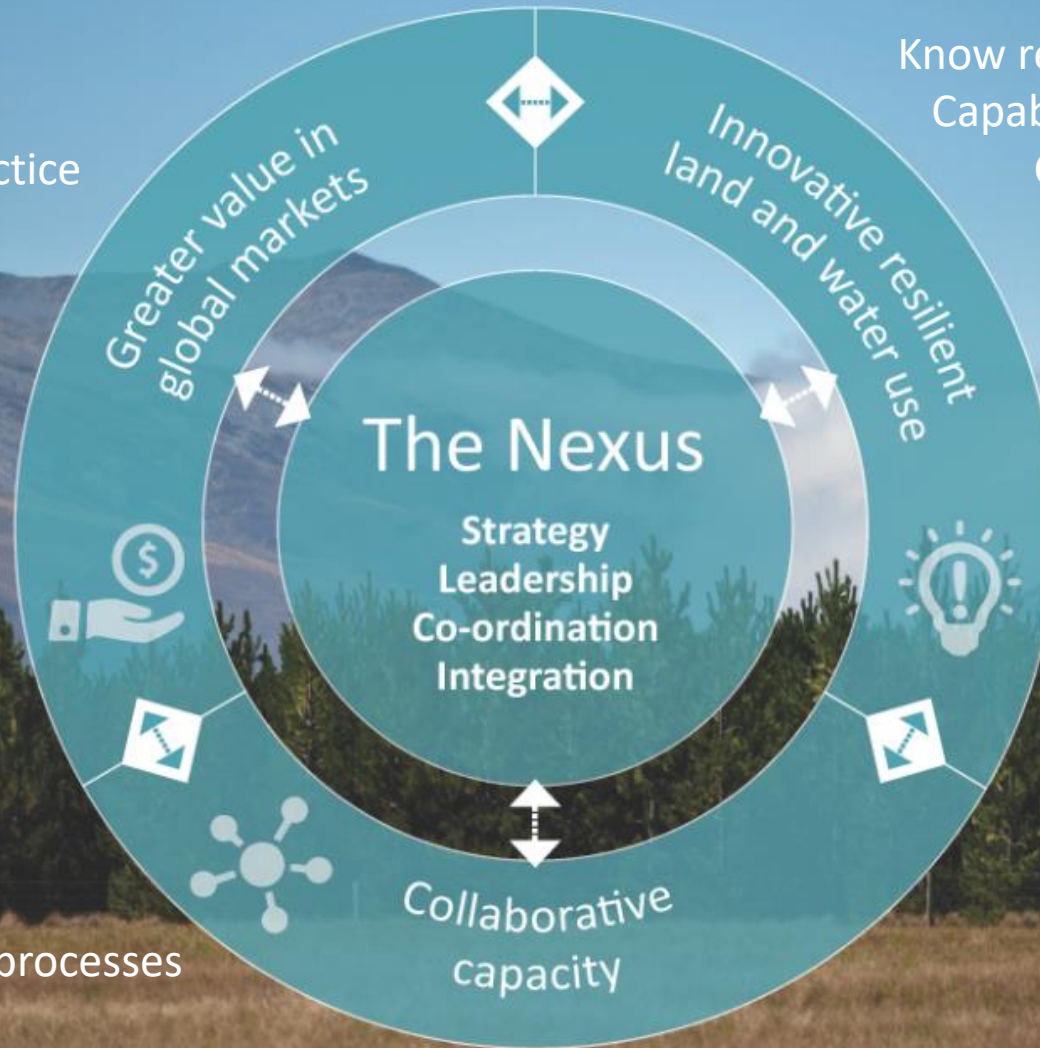 Know
Capab
ctice
Greater value in
global markets
Innovative resilient
land and water use
The Nexus
Strategy
Leadership
Co-ordination
Integration
$
!
Collaborative
capacity
processes